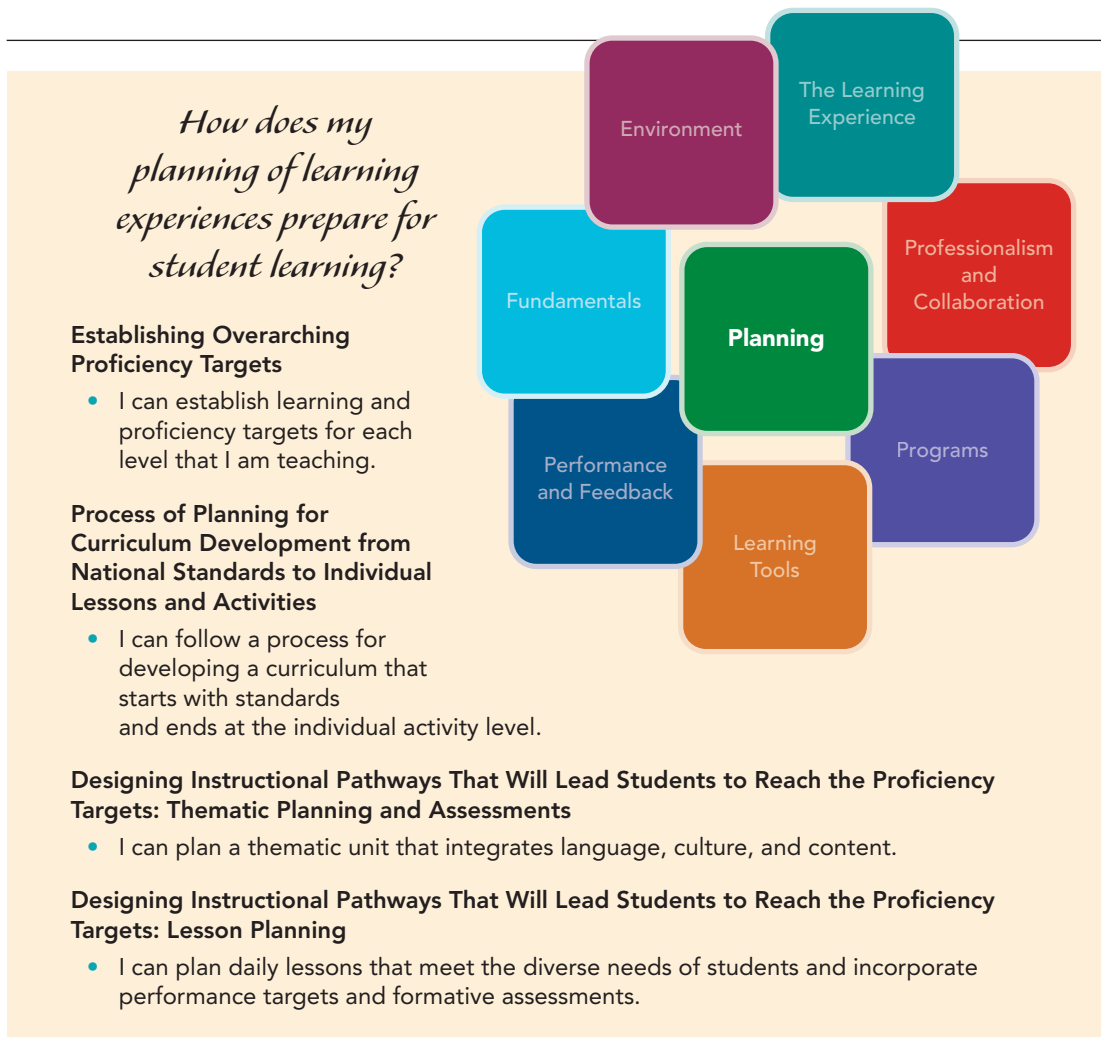 How does my
planning of learning
experiences prepare for
student learning?
Environment
The Learning
Experience
Fundamentals
Planning
Professionalism
and
Collaboration
Performance
and Feedback
Programs
Learning
Tools
Establishing Overarching
Proficiency Targets
• I can establish learning and
proficiency targets for each
level that I am teaching.
Process of Planning for
Curriculum Development from
National Standards to Individual
Lessons and Activities
• I can follow a process for
developing a curriculum that
starts with standards
and ends at the individual activity level.
Designing Instructional Pathways That Will Lead Students to Reach the Proficiency
Targets: Thematic Planning and Assessments
• I can plan a thematic unit that integrates language, culture, and content.
Designing Instructional Pathways That Will Lead Students to Reach the Proficiency
Targets: Lesson Planning
• I can plan daily lessons that meet the diverse needs of students and incorporate
performance targets and formative assessments.